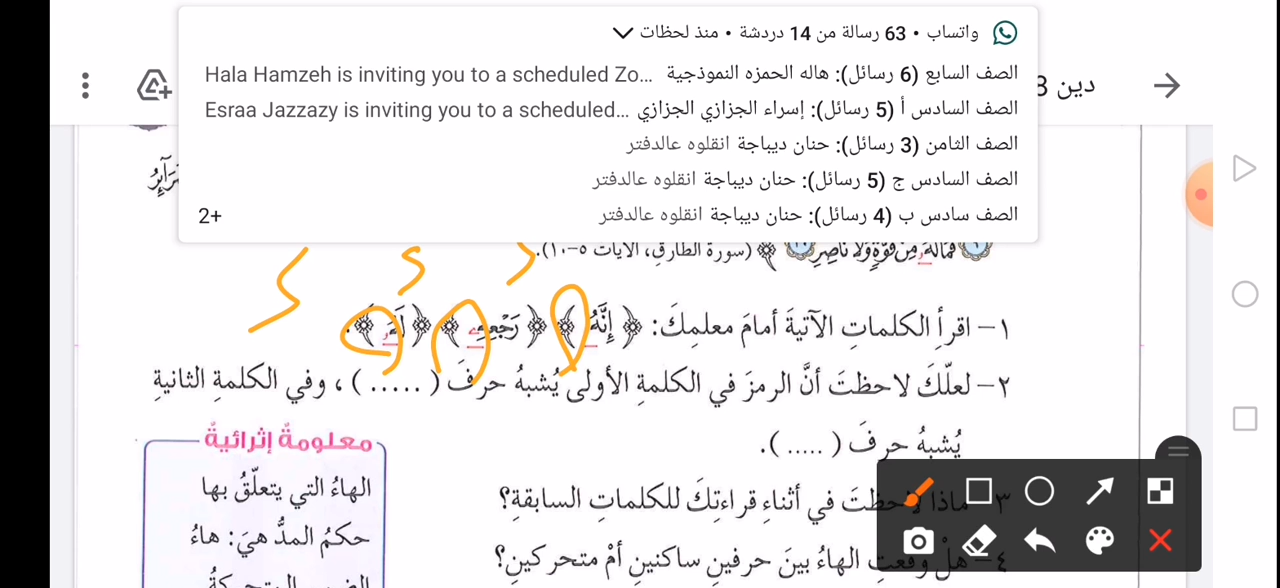 واتساب • 63 رسالة من 14 دردشة • منذ لحظات
الصف السابع (6 رسائل): هاله الحمزه النموذجية Hala Hamzeh is inviting you to a scheduled Zo...
الصف السادس أ (5 رسائل): إسراء الجزازي الجزازي Esraa Jazzazy is inviting you to a scheduled...
الصف الثامن (3 رسائل): حنان ديباجة انقلوه عالدفتر
الصف السادس ج (5 رسائل): حنان ديباجة انقلوه عالدفتر
الصف سادس ب (4 رسائل): حنان ديباجة انقلوه عالدفتر
2+
دين 8
فَمَا لَهُ مِن قُوَّةٍ وَلَا نَاصِرٍ ﴾ (سورة الطارق، الآيات ٥-١٠).
١- اقرأ الكلماتِ الآتيةَ أمامَ معلمِكَ: ﴿ إِنَّهُ ﴾ ﴿ رَجْعِهِ ﴾ ﴿ لَهُ ﴾.
٢- لعلّكَ لاحظتَ أنَّ الرمزَ في الكلمةِ الأولى يُشبهُ حرفَ ( ..... ) ، وفي الكلمةِ الثانيةِ
يُشبهُ حرفَ ( ..... ).
٣- ماذا لاحظتَ في أثناءِ قراءتِكَ للكلماتِ السابقةِ؟
٤- هلْ وقعتِ الهاءُ بينَ حرفينِ ساكنينِ أمْ متحركينِ؟
معلومةٌ إثرائيةٌ
الهاءُ التي يتعلّقُ بها
حكمُ المدُّ هيَ: هاءُ